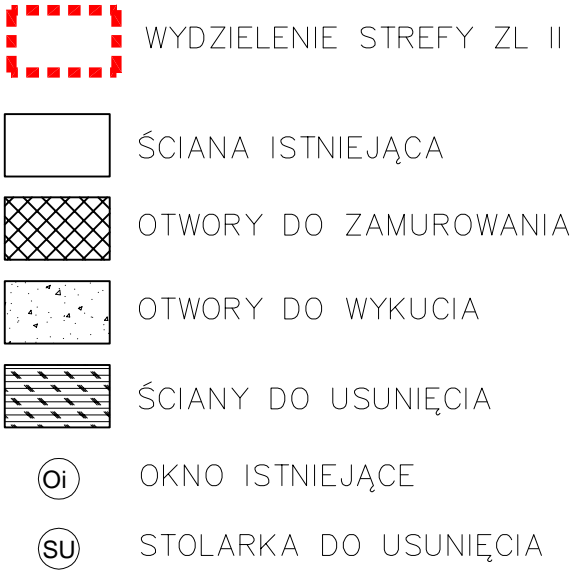 WYDZIELENIE STREFY ZL II
ŚCIANA ISTNIEJĄCA
OTWORY DO ZAMUROWANIA
OTWORY DO WYKUCIA
ŚCIANY DO USUNIĘCIA
Oi OKNO ISTNIEJĄCE
SU STOLARKA DO USUNIĘCIA